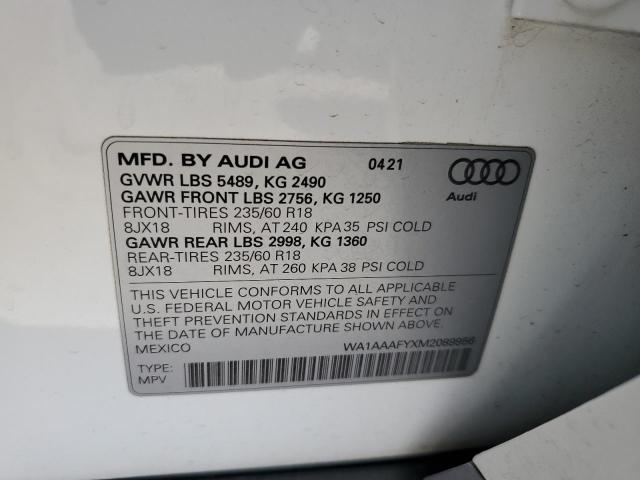 MFD. BY AUDI AG 0421
GVWR LBS 5489, KG 2490
GAWR FRONT LBS 2756, KG 1250
FRONT-TIRES 235/60 R18
8JX18 RIMS, AT 240 KPA 35 PSI COLD
GAWR REAR LBS 2998, KG 1360
REAR-TIRES 235/60 R18
8JX18 RIMS, AT 260 KPA 38 PSI COLD
Audi
THIS VEHICLE CONFORMS TO ALL APPLICABLE
U.S. FEDERAL MOTOR VEHICLE SAFETY AND
THEFT PREVENTION STANDARDS IN EFFECT ON
THE DATE OF MANUFACTURE SHOWN ABOVE.
MEXICO WA1AAAFYXM2089986
TYPE:
MPV